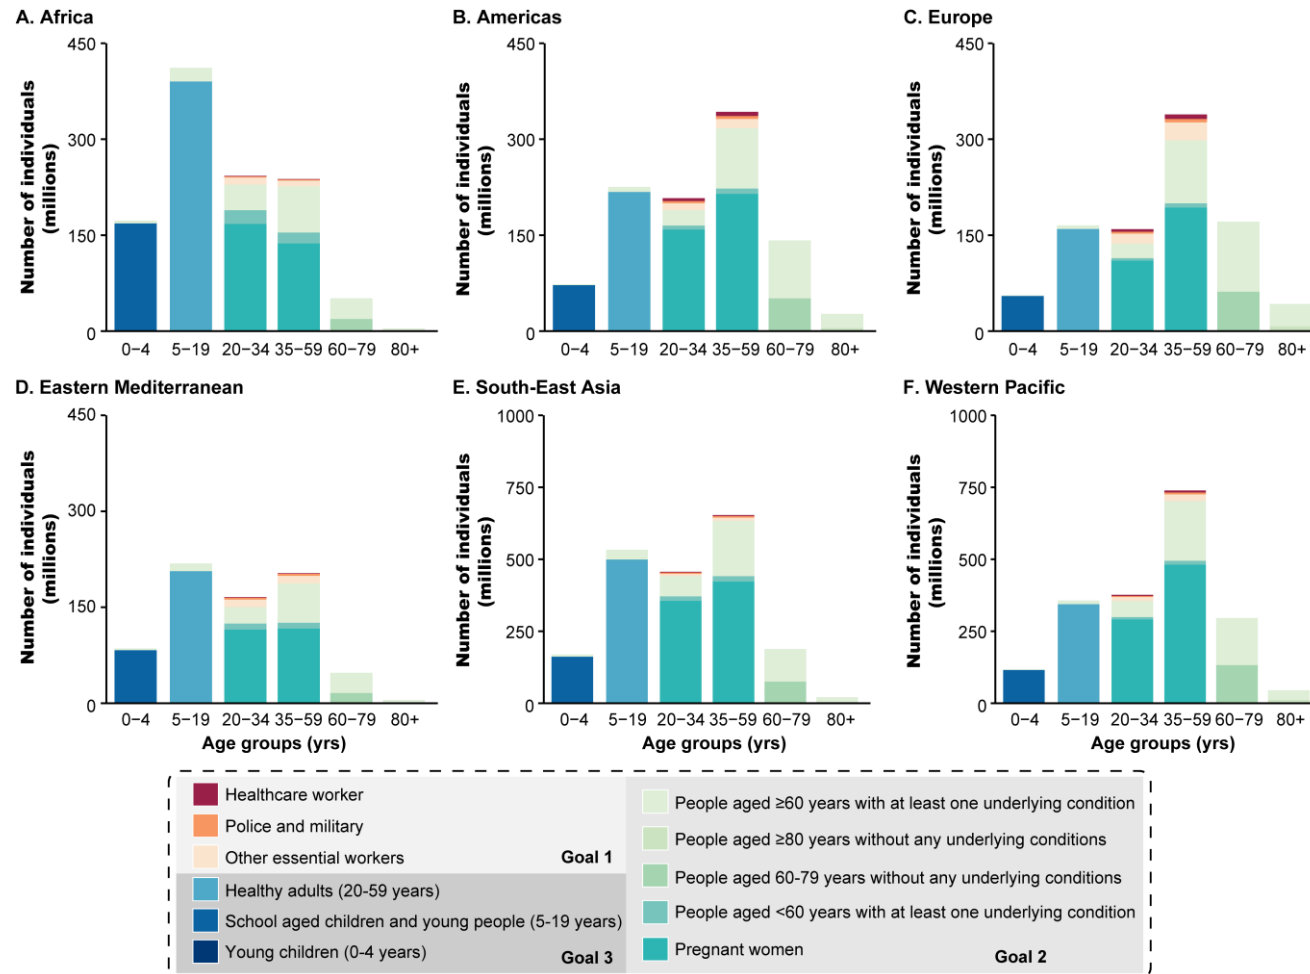 A. Africa
Number of individuals
(millions)
450
300
150
0
0−4 5−19 20−34 35−59 60−79 80+
B. Americas
Number of individuals
(millions)
450
300
150
0
0−4 5−19 20−34 35−59 60−79 80+
C. Europe
Number of individuals
(millions)
450
300
150
0
0−4 5−19 20−34 35−59 60−79 80+
D. Eastern Mediterranean
Number of individuals
(millions)
450
300
150
0
0−4 5−19 20−34 35−59 60−79 80+
Age groups (yrs)
E. South-East Asia
Number of individuals
(millions)
1000
750
500
250
0
0−4 5−19 20−34 35−59 60−79 80+
Age groups (yrs)
F. Western Pacific
Number of individuals
(millions)
1000
750
500
250
0
0−4 5−19 20−34 35−59 60−79 80+
Age groups (yrs)
Healthcare worker
Police and military
Other essential workers
Goal 1
Healthy adults (20-59 years)
School aged children and young people (5-19 years)
Young children (0-4 years)
Goal 3
People aged ≥60 years with at least one underlying condition
People aged ≥80 years without any underlying conditions
People aged 60-79 years without any underlying conditions
People aged <60 years with at least one underlying condition
Pregnant women
Goal 2